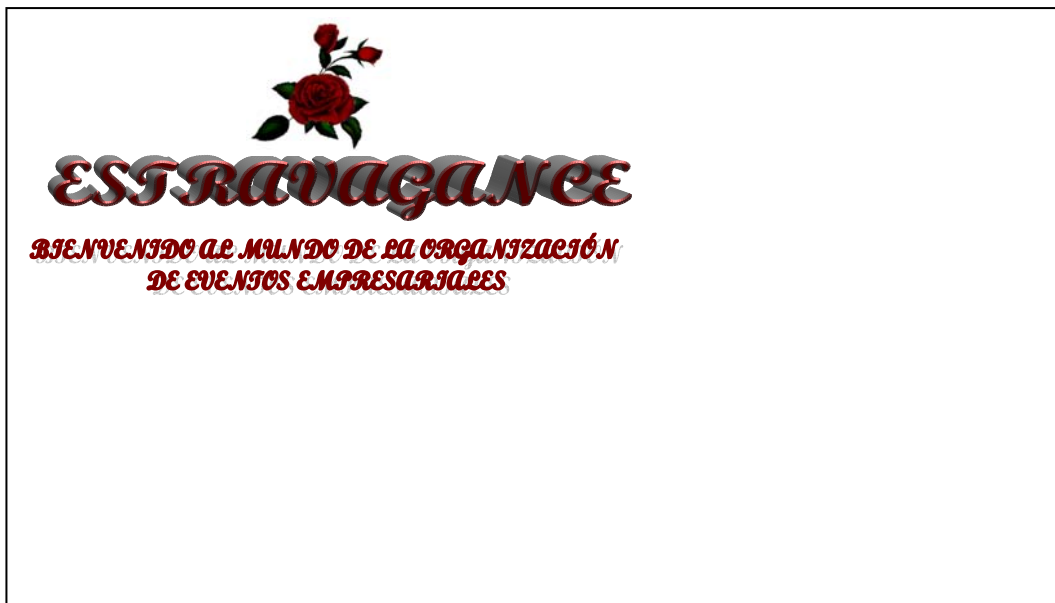 ESTRAVAGANCE
BIENVENIDO AL MUNDO DE LA ORGANIZACIÓN
DE EVENTOS EMPRESARIALES